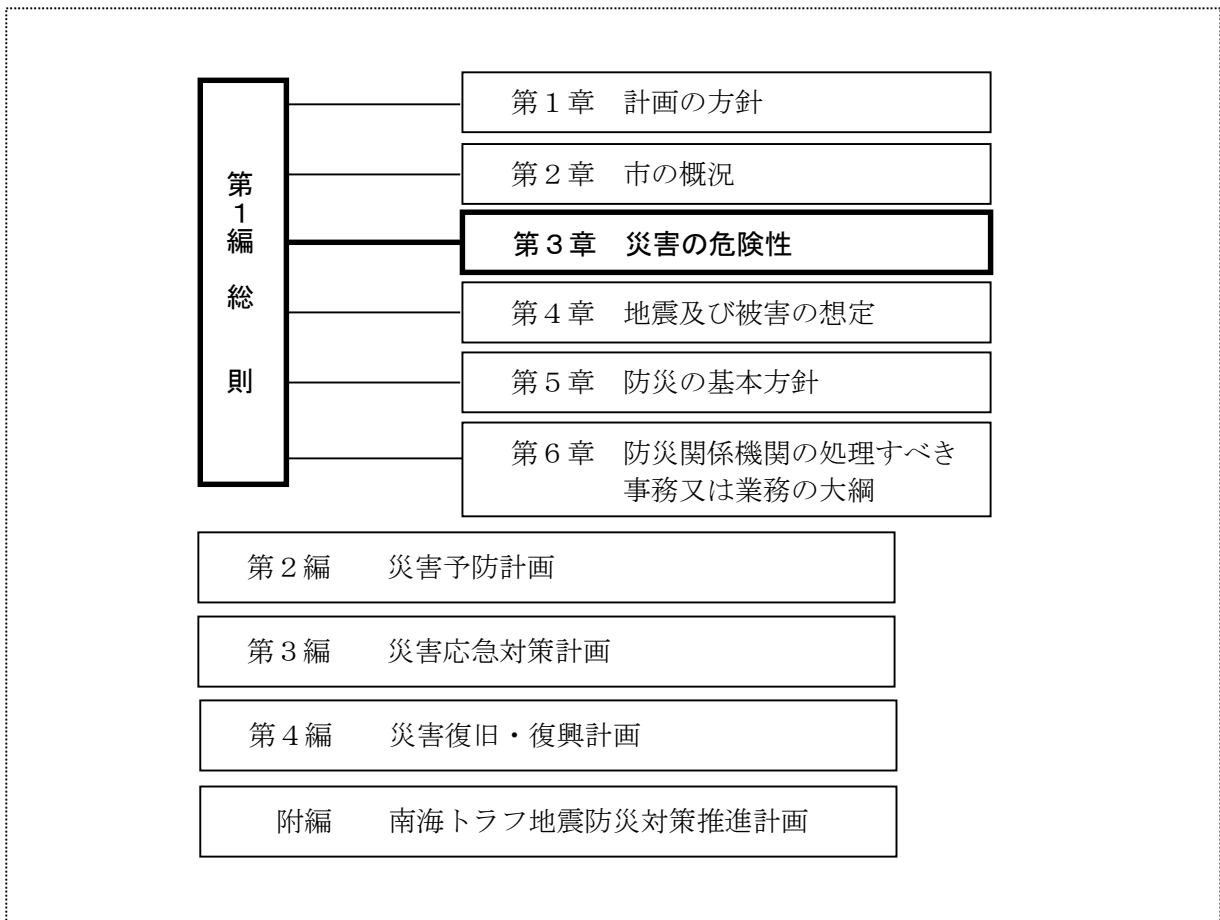 第１編　総　則
第１章　計画の方針
第２章　市の概況
第３章　災害の危険性
第４章　地震及び被害の想定
第５章　防災の基本方針
第６章　防災関係機関の処理すべき
事務又は業務の大綱
第２編　災害予防計画
第３編　災害応急対策計画
第４編　災害復旧・復興計画
附編　南海トラフ地震防災対策推進計画